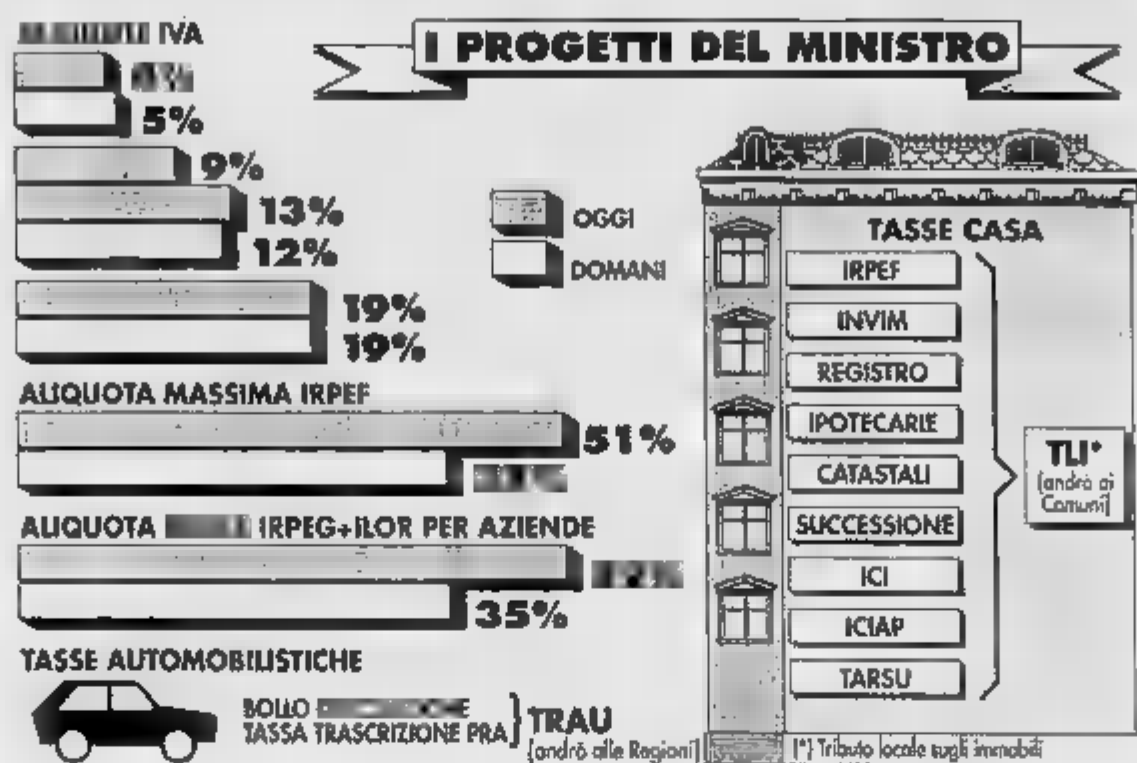 I PROGETTI DEL MINISTRO
IVA
5%
9%
13%
12%
19%
19%
OGGI
DOMANI
ALIQUOTA MASSIMA IRPEF
51%
ALIQUOTA IRPEG+ILOR PER AZIENDE
35%
TASSE AUTOMOBILISTICHE
BOLLO
TASSA TRASCRIZIONE PRA
TRAU
(andrà alle Regioni)
TASSE CASA
IRPEF
INVIM
REGISTRO
IPOTECARIE
CATASTALI
SUCCESSIONE
ICI
ICIAP
TARSU
TLI*
(andrà ai
Comuni)
(*) Tributo locale sugli immobili